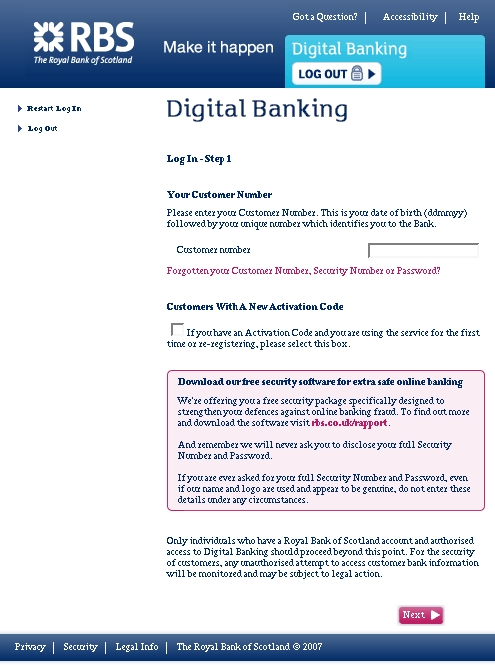 Got a Question?
Accessibility
Help
RBS
The Royal Bank of Scotland
Make it happen
Digital Banking
LOG OUT
Restart Log In
Log Out
Digital Banking
Log In - Step 1
Your Customer Number
Please enter your Customer Number. This is your date of birth (ddmmyy)
followed by your unique number which identifies you to the Bank.
Customer number
Forgotten your Customer Number, Security Number or Password?
Customers With A New Activation Code
If you have an Activation Code and you are using the service for the first
time or re-registering, please select this box.
Download our free security software for extra safe online banking
We're offering you a free security package specifically designed to
strengthen your defences against online banking fraud. To find out more
and download the software visit rbs.co.uk/rapport.
And remember we will never ask you to disclose your full Security
Number and Password.
If you are ever asked for your full Security Number and Password, even
if our name and logo are used and appear to be genuine, do not enter these
details under any circumstances.
Only individuals who have a Royal Bank of Scotland account and authorised
access to Digital Banking should proceed beyond this point. For the security
of customers, any unauthorised attempt to access customer bank information
will be monitored and may be subject to legal action.
Next
Privacy
Security
Legal Info
The Royal Bank of Scotland © 2007